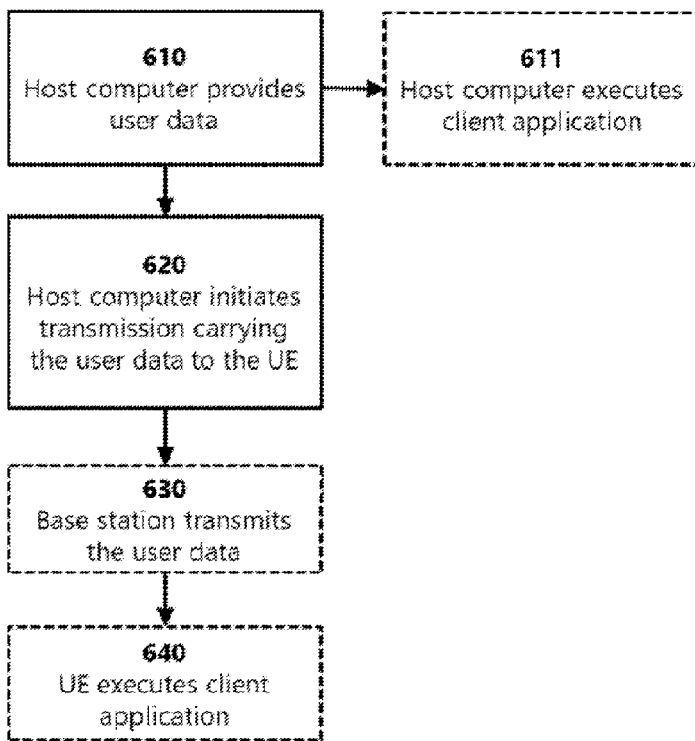 610
Host computer provides
user data
611
Host computer executes
client application
620
Host computer initiates
transmission carrying
the user data to the UE
630
Base station transmits
the user data
640
UE executes client
application